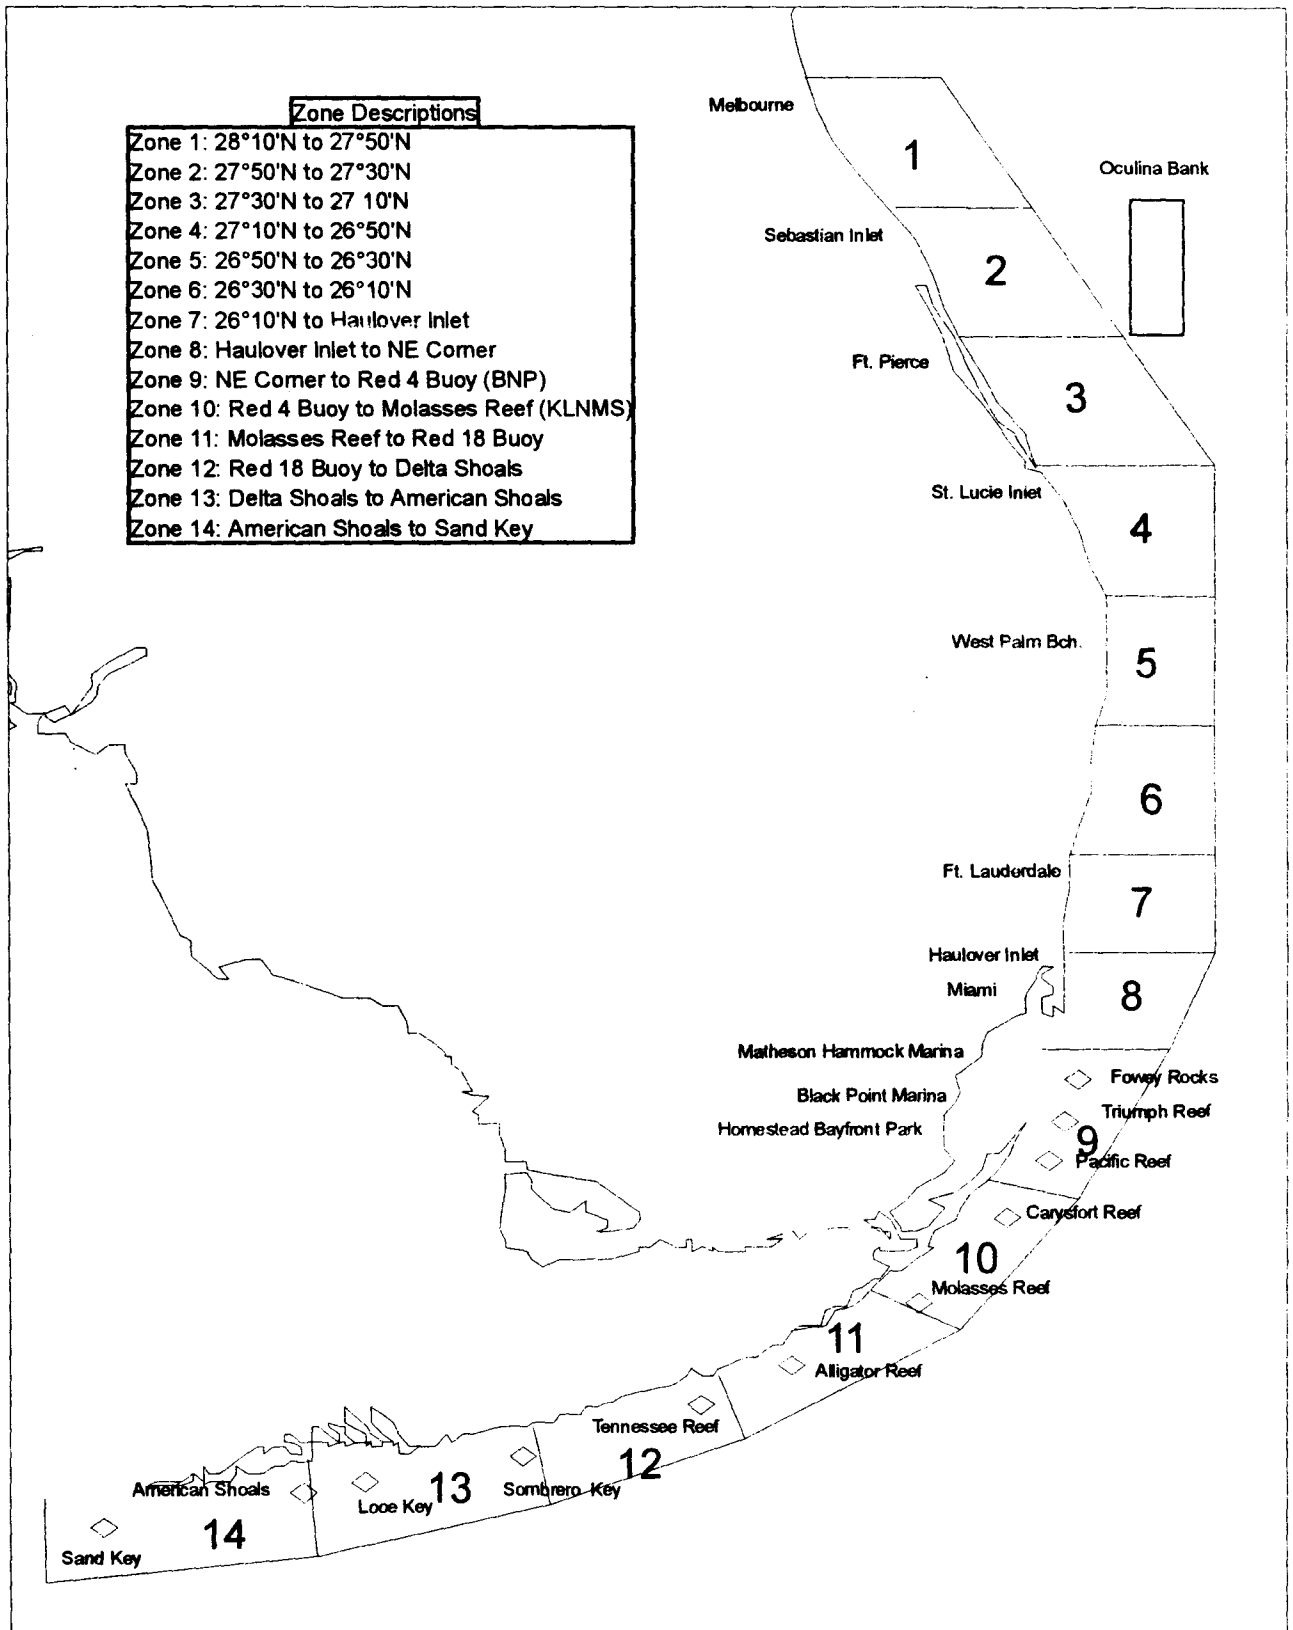 Zone Descriptions
Zone 1: 28°10'N to 27°50'N
Zone 2: 27°50'N to 27°30'N
Zone 3: 27°30'N to 27 10'N
Zone 4: 27°10'N to 26°50'N
Zone 5: 26°50'N to 26°30'N
Zone 6: 26°30'N to 26°10'N
Zone 7: 26°10'N to Haulover Inlet
Zone 8: Haulover Inlet to NE Corner
Zone 9: NE Corner to Red 4 Buoy (BNP)
Zone 10: Red 4 Buoy to Molasses Reef (KLNMS)
Zone 11: Molasses Reef to Red 18 Buoy
Zone 12: Red 18 Buoy to Delta Shoals
Zone 13: Delta Shoals to American Shoals
Zone 14: American Shoals to Sand Key
Melbourne
1
Oculina Bank
Sebastian Inlet
2
Ft. Pierce
3
St. Lucie Inlet
4
West Palm Bch.
5
6
Ft. Lauderdale
7
Haulover Inlet
Miami
8
Matheson Hammock Marina
Fowey Rocks
Black Point Marina
Triumph Reef
Homestead Bayfront Park
9
Pacific Reef
Carysfort Reef
10
Molasses Reef
11
Alligator Reef
Tennessee Reef
12
Sombrero Key
13
Looe Key
American Shoals
14
Sand Key